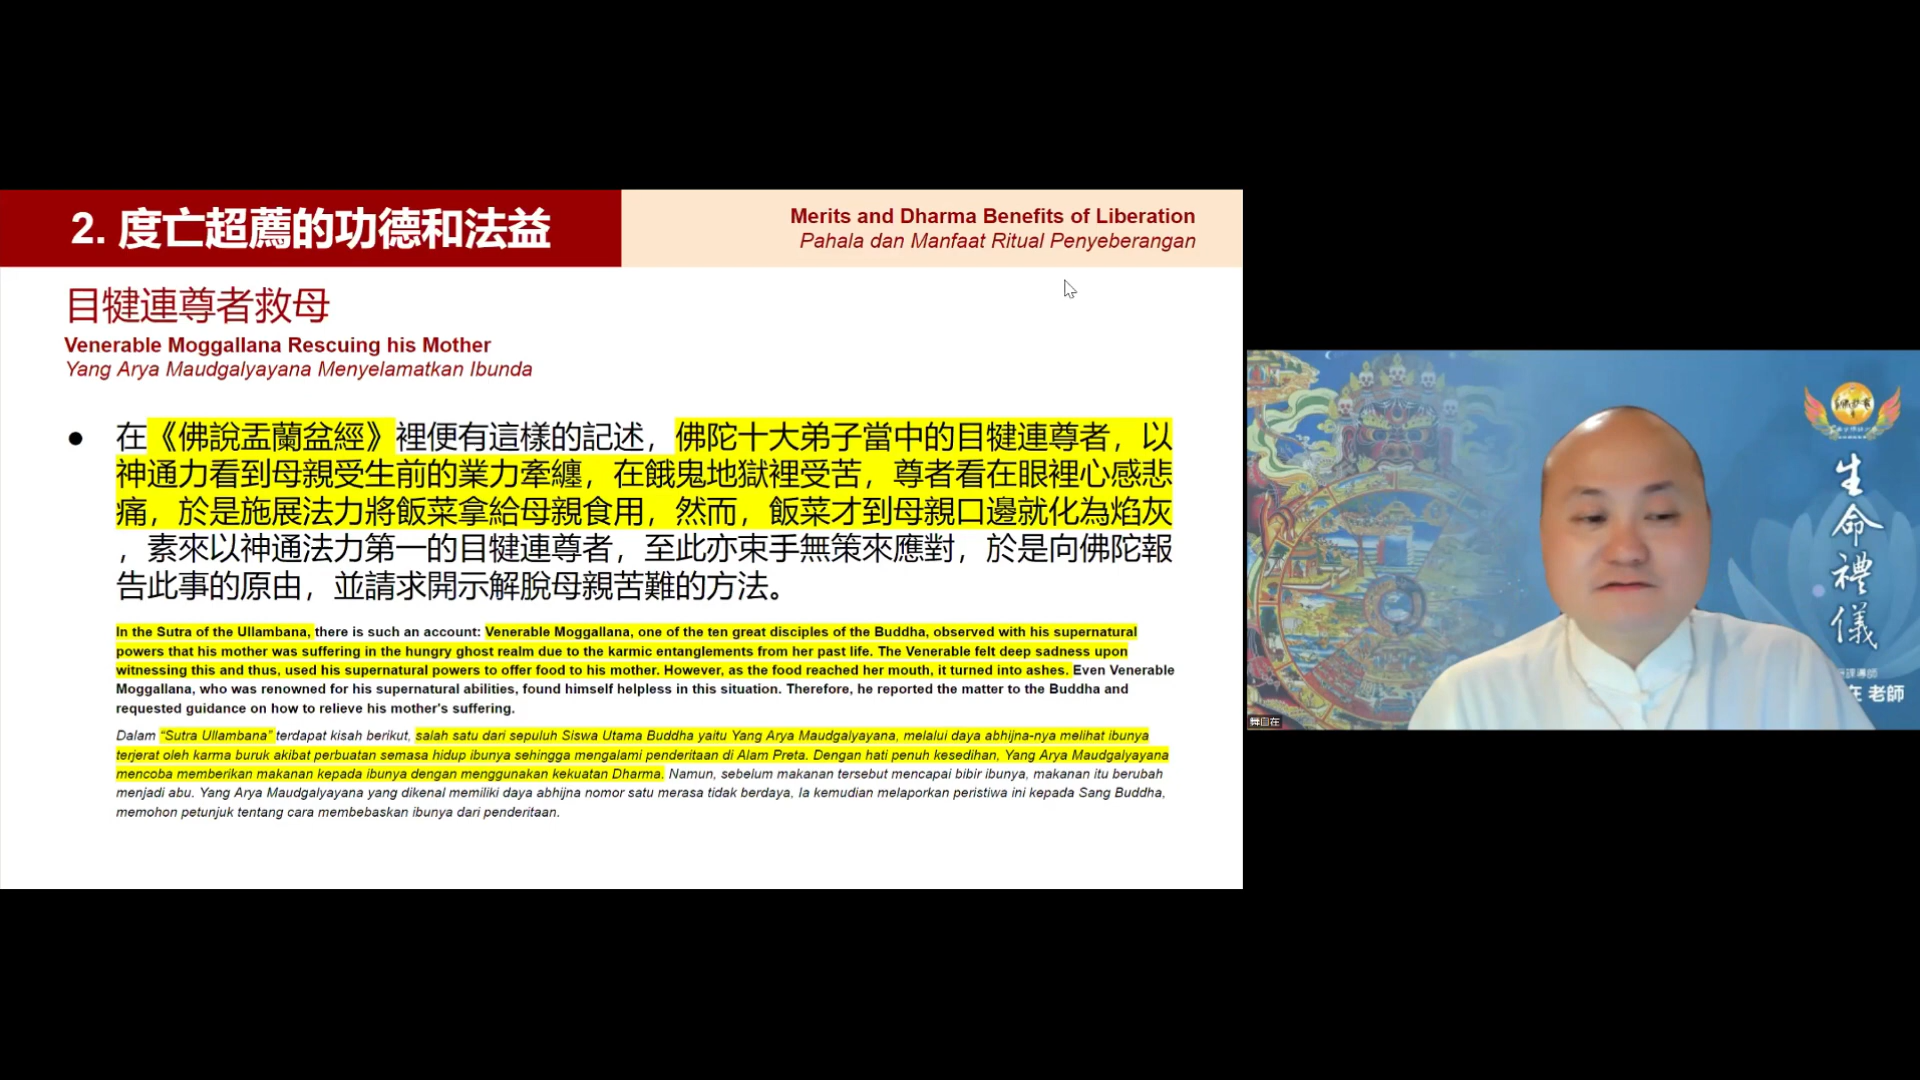 2. 度亡超薦的功德和法益
Merits and Dharma Benefits of Liberation
Pahala dan Manfaat Ritual Penyeberangan
目犍連尊者救母
Venerable Moggallana Rescuing his Mother
Yang Arya Maudgalyayana Menyelamatkan Ibunda
● 在《佛說盂蘭盆經》裡便有這樣的記述，佛陀十大弟子當中的目犍連尊者，以
神通力看到母親受生前的業力牽纏，在餓鬼地獄裡受苦，尊者看在眼裡心感悲
痛，於是施展法力將飯菜拿給母親食用，然而，飯菜才到母親口邊就化為焰灰
，素來以神通法力第一的目犍連尊者，至此亦束手無策來應對，於是向佛陀報
告此事的原由，並請求開示解脫母親苦難的方法。
In the Sutra of the Ullambana, there is such an account: Venerable Moggallana, one of the ten great disciples of the Buddha, observed with his supernatural
powers that his mother was suffering in the hungry ghost realm due to the karmic entanglements from her past life. The Venerable felt deep sadness upon
witnessing this and thus, used his supernatural powers to offer food to his mother. However, as the food reached her mouth, it turned into ashes. Even Venerable
Moggallana, who was renowned for his supernatural abilities, found himself helpless in this situation. Therefore, he reported the matter to the Buddha and
requested guidance on how to relieve his mother's suffering.
Dalam “Sutra Ullambana” terdapat kisah berikut, salah satu dari sepuluh Siswa Utama Buddha yaitu Yang Arya Maudgalyayana, melalui daya abhijna-nya melihat ibunya
terjerat oleh karma buruk akibat perbuatan semasa hidup ibunya sehingga mengalami penderitaan di Alam Preta. Dengan hati penuh kesedihan, Yang Arya Maudgalyayana
mencoba memberikan makanan kepada ibunya dengan menggunakan kekuatan Dharma. Namun, sebelum makanan tersebut mencapai bibir ibunya, makanan itu berubah
menjadi abu. Yang Arya Maudgalyayana yang dikenal memiliki daya abhijna nomor satu merasa tidak berdaya, Ia kemudian melaporkan peristiwa ini kepada Sang Buddha,
memohon petunjuk tentang cara membebaskan ibunya dari penderitaan.
生命禮儀
導師
在 老師
舞自在